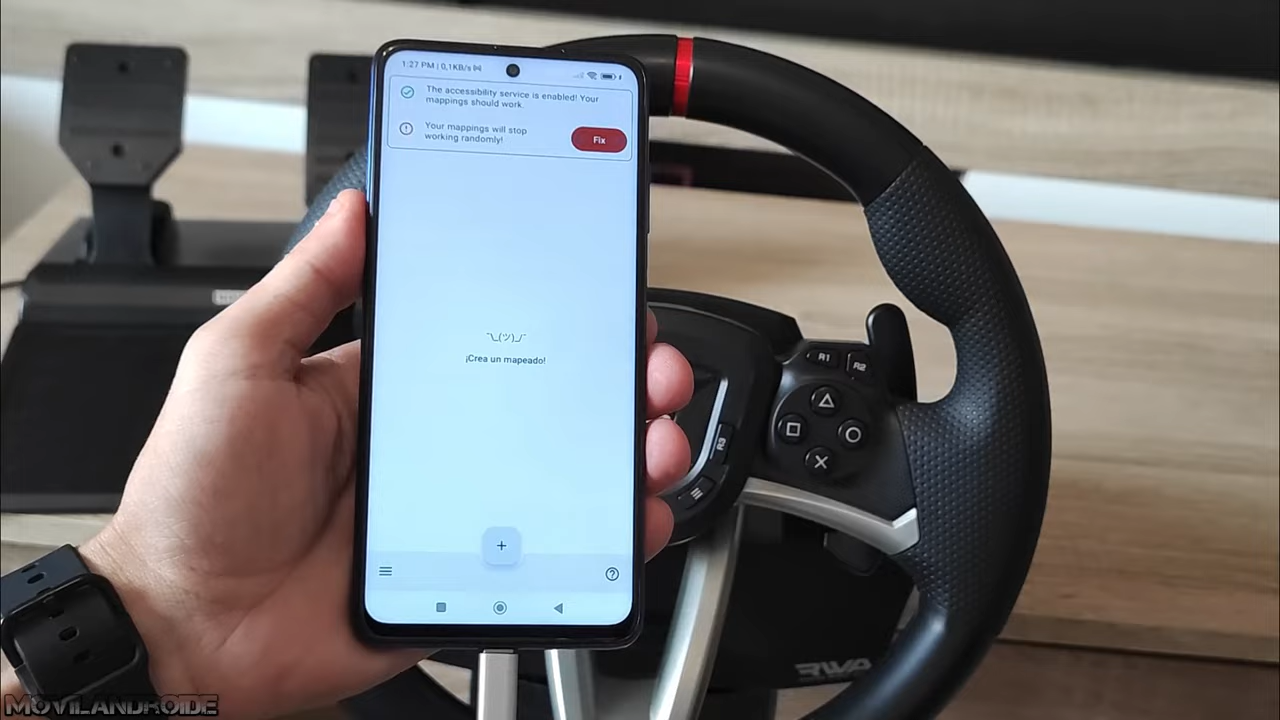 1:27 PM | 0,1KB/s
The accessibility service is enabled! Your
mappings should work.
Your mappings will stop
working randomly!
Fix
¯\_(ツ)_/¯
¡Crea un mapeado!
+
R1
R2
R3
RWA
MOVILANDROIDE